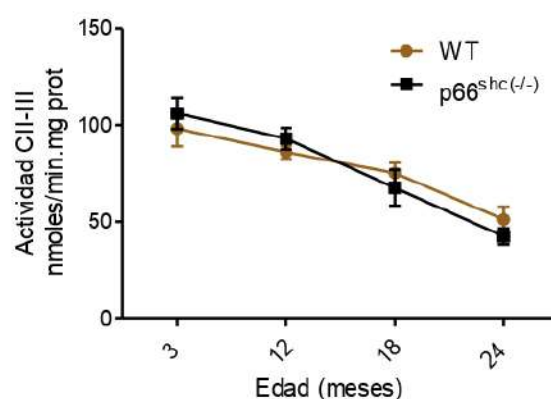 Actividad CII-III
nmoles/min.mg prot
150
100
50
0
WT
p66shc(-/-)
3
12
18
24
Edad (meses)